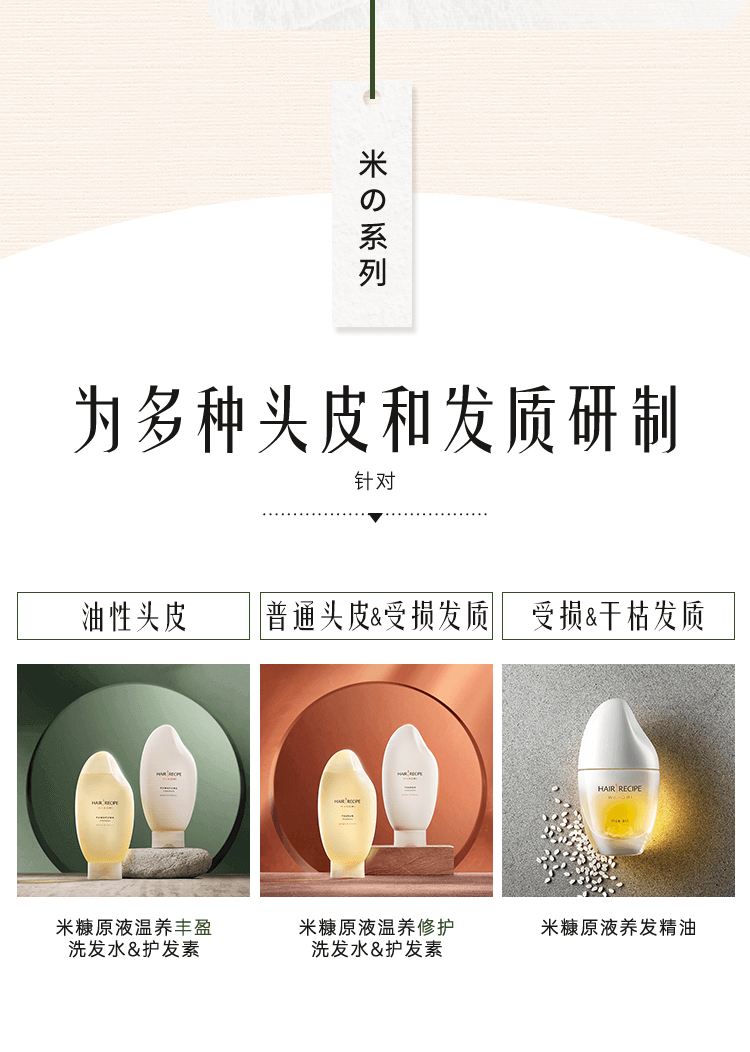 米の系列
为多种头皮和发质研制
针对
油性头皮
普通头皮&受损发质
受损&干枯发质
HAIR RECIPE
HAIR RECIPE
HAIR RECIPE
HAIR RECIPE
HAIR RECIPE
米糠原液温养丰盈
洗发水&护发素
米糠原液温养修护
洗发水&护发素
米糠原液养发精油